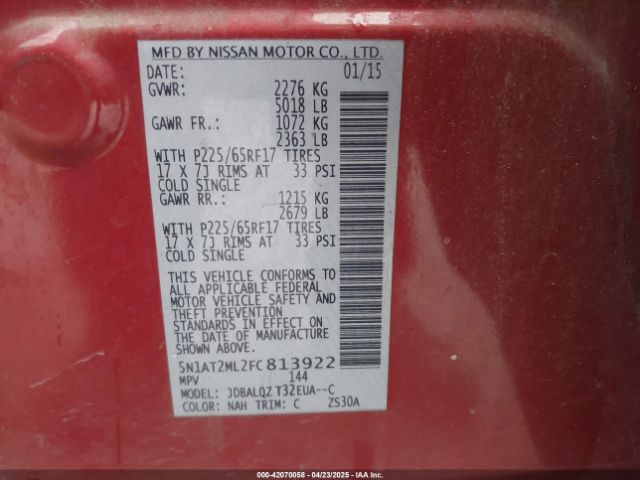 MFD BY NISSAN MOTOR CO., LTD.
DATE: 01/15
GVWR: 2276 KG
5018 LB
GAWR FR.: 1072 KG
2363 LB
WITH P225/65RF17 TIRES
17 X 7J RIMS AT 33 PSI
COLD SINGLE
GAWR RR.: 1215 KG
2679 LB
WITH P225/65RF17 TIRES
17 X 7J RIMS AT 33 PSI
COLD SINGLE
THIS VEHICLE CONFORMS TO
ALL APPLICABLE FEDERAL
MOTOR VEHICLE SAFETY AND
THEFT PREVENTION
STANDARDS IN EFFECT ON
THE DATE OF MANUFACTURE
SHOWN ABOVE.
5N1AT2ML2FC813922
MPV 144
MODEL: JDBALQZ T32EUA--C
COLOR: NAH TRIM: C ZS30A
000-42070058 - 04/23/2025 - IAA Inc.